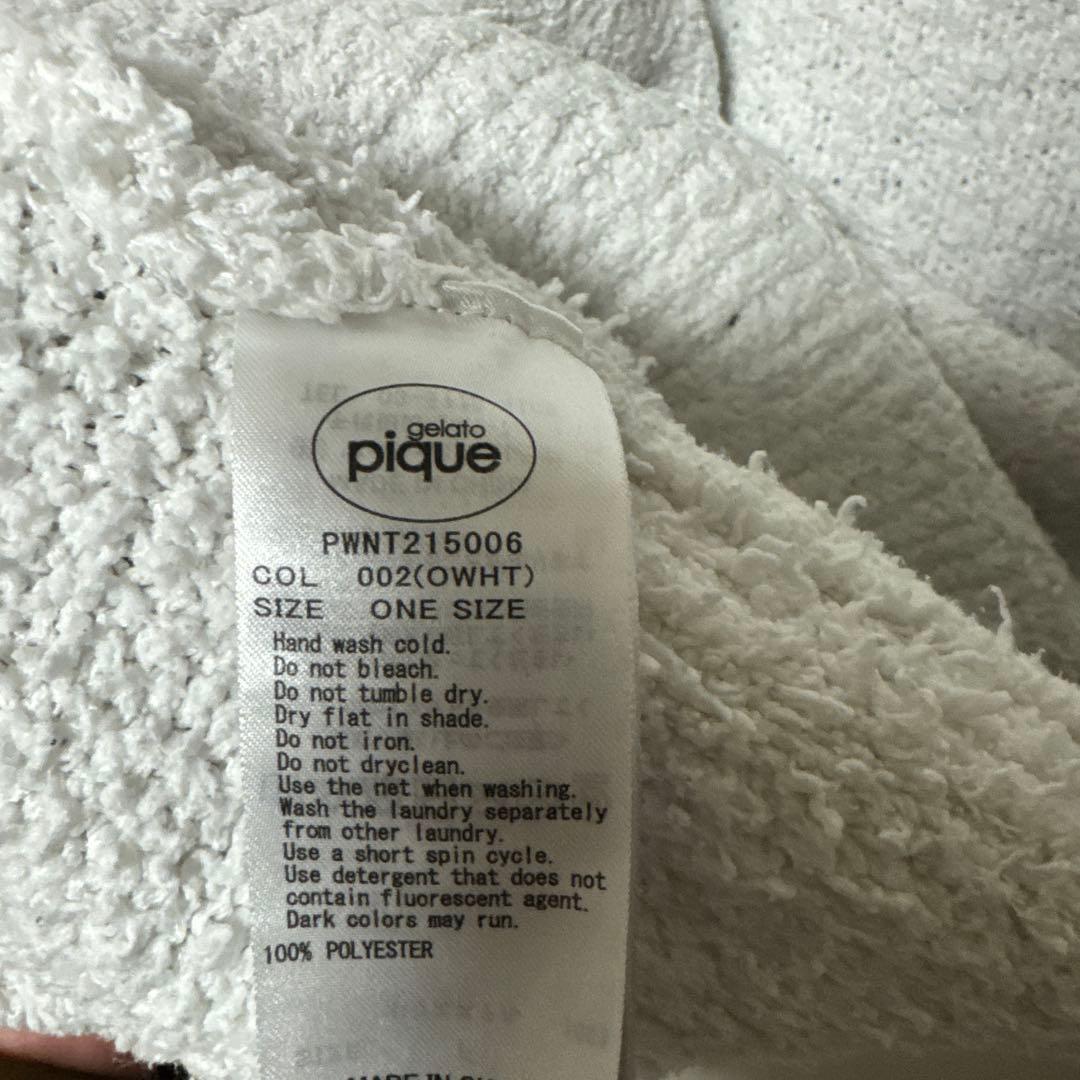 gelato
pique
PWNT215006
COL 002(OWHT)
SIZE ONE SIZE
Hand wash cold.
Do not bleach.
Do not tumble dry.
Dry flat in shade.
Do not iron.
Do not dryclean.
Use the net when washing.
Wash the laundry separately
from other laundry.
Use a short spin cycle.
Use detergent that does not
contain fluorescent agent.
Dark colors may run.
100% POLYESTER
MADE IN